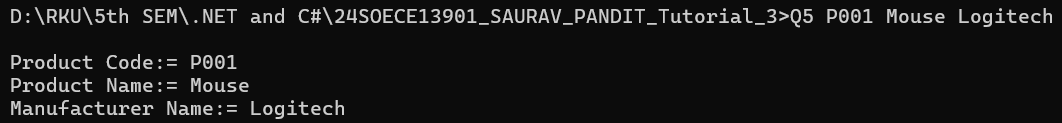 D:\RKU\5th SEM\.NET and C#\24SOECE13901_SAURAV_PANDIT_Tutorial_3>Q5 P001 Mouse Logitech
Product Code:= P001
Product Name:= Mouse
Manufacturer Name:= Logitech